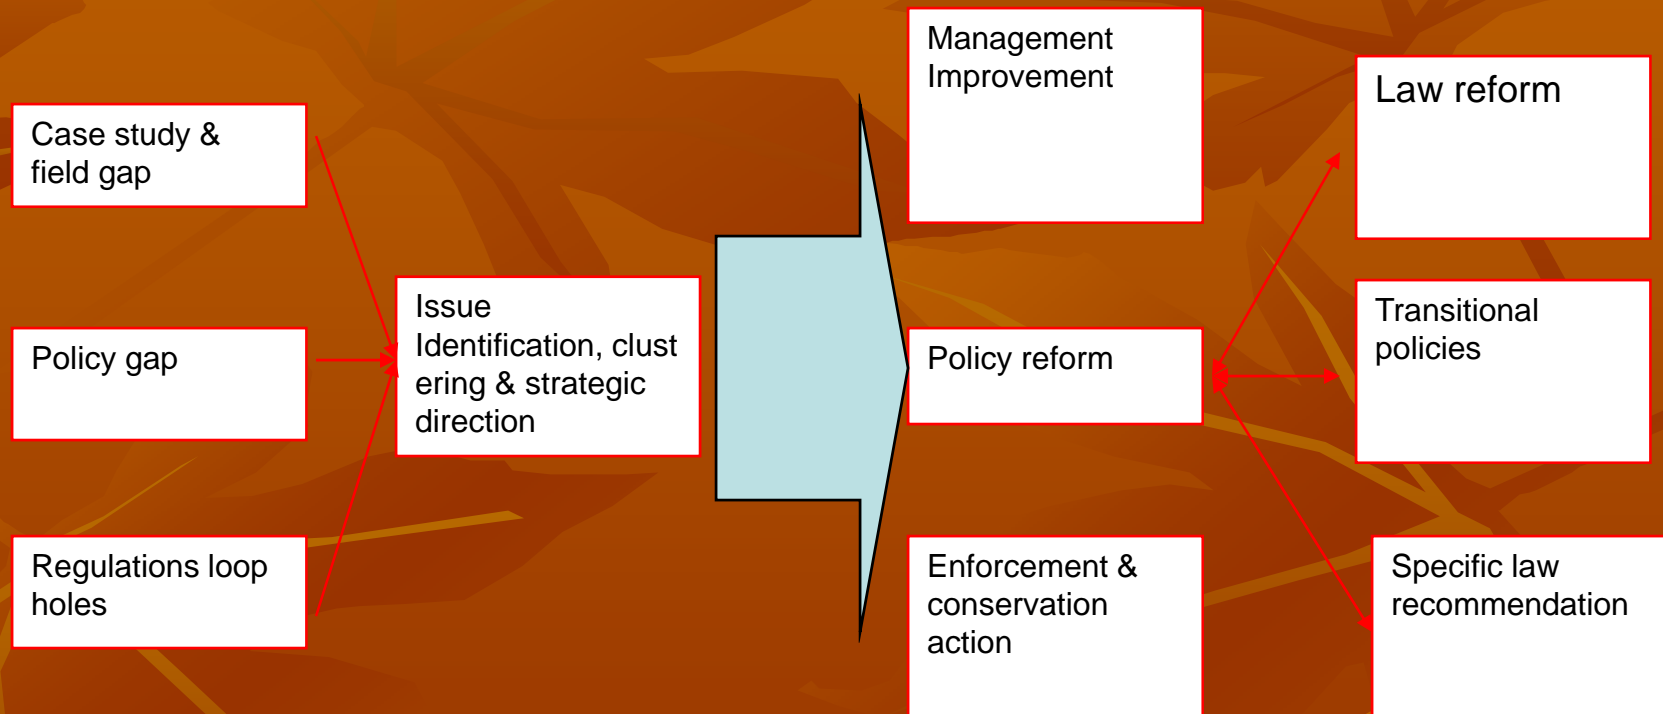 Case study &
field gap
Policy gap
Regulations loop
holes
Issue
Identification, clust
ering & strategic
direction
Management
Improvement
Policy reform
Enforcement &
conservation
action
Law reform
Transitional
policies
Specific law
recommendation